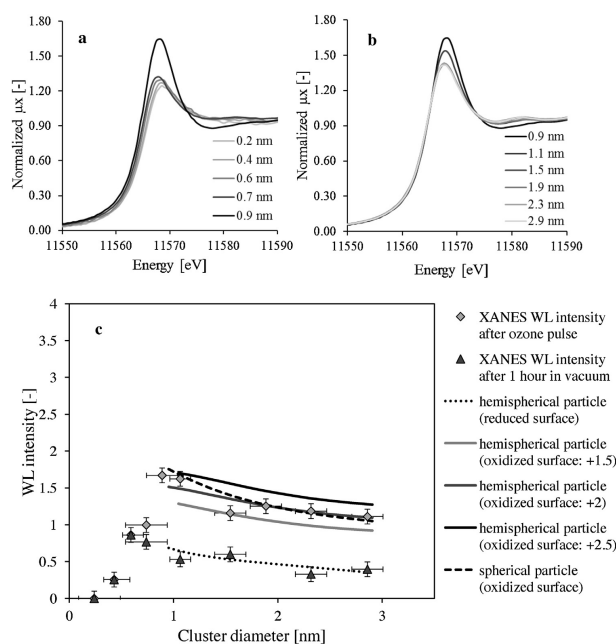 a
Normalized μx [-]
1.80
1.50
1.20
0.90
0.60
0.30
0.00
0.2 nm
0.4 nm
0.6 nm
0.7 nm
0.9 nm
11550
11560
11570
11580
11590
Energy [eV]
b
Normalized μx [-]
1.80
1.50
1.20
0.90
0.60
0.30
0.00
0.9 nm
1.1 nm
1.5 nm
1.9 nm
2.3 nm
2.9 nm
11550
11560
11570
11580
11590
Energy [eV]
c
WL intensity [-]
4
3.5
3
2.5
2
1.5
1
0.5
0
0
1
2
3
Cluster diameter [nm]
XANES WL intensity
after ozone pulse
XANES WL intensity
after 1 hour in vacuum
hemispherical particle
(reduced surface)
hemispherical particle
(oxidized surface: +1.5)
hemispherical particle
(oxidized surface: +2)
hemispherical particle
(oxidized surface: +2.5)
spherical particle
(oxidized surface)